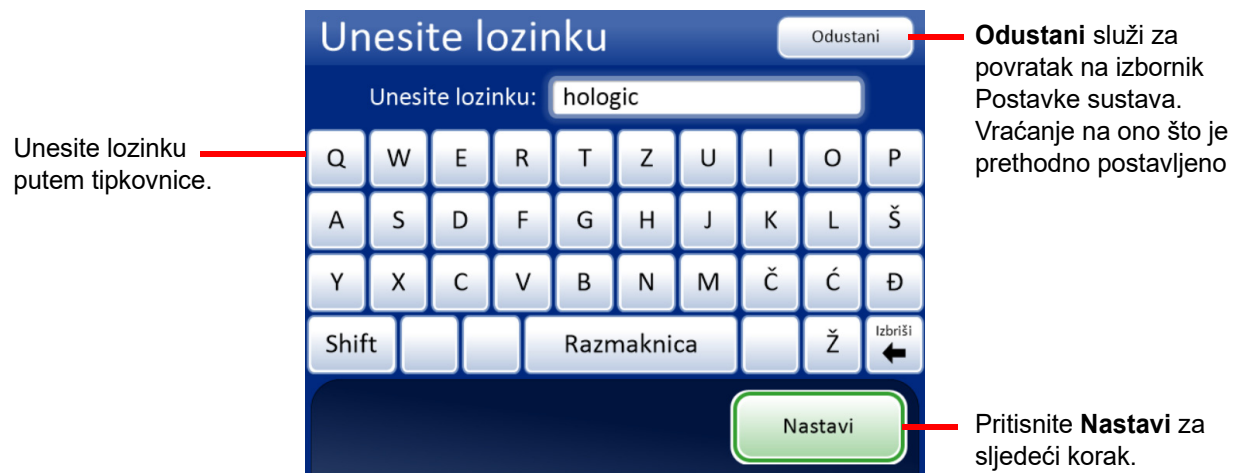 Unesite lozinku
Odustani
Unesite lozinku: hologic
Q W E R T Z U I O P
A S D F G H J K L Š
Y X C V B N M Č Ć Đ
Shift Razmaknica Ž Izbriši
Nastavi
Unesite lozinku
putem tipkovnice.
Odustani služi za
povratak na izbornik
Postavke sustava.
Vraćanje na ono što je
prethodno postavljeno
Pritisnite Nastavi za
sljedeći korak.